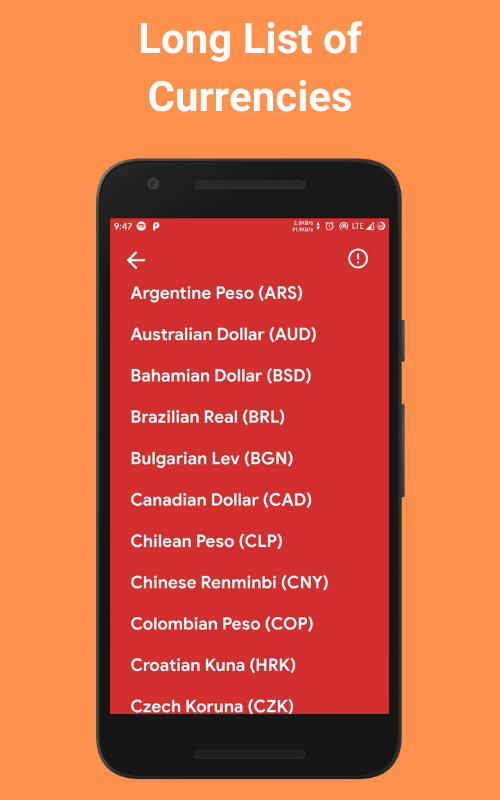 Long List of
Currencies
9:47
2.3KB/s
91.1KB/s
LTE
Argentine Peso (ARS)
Australian Dollar (AUD)
Bahamian Dollar (BSD)
Brazilian Real (BRL)
Bulgarian Lev (BGN)
Canadian Dollar (CAD)
Chilean Peso (CLP)
Chinese Renminbi (CNY)
Colombian Peso (COP)
Croatian Kuna (HRK)
Czech Koruna (CZK)